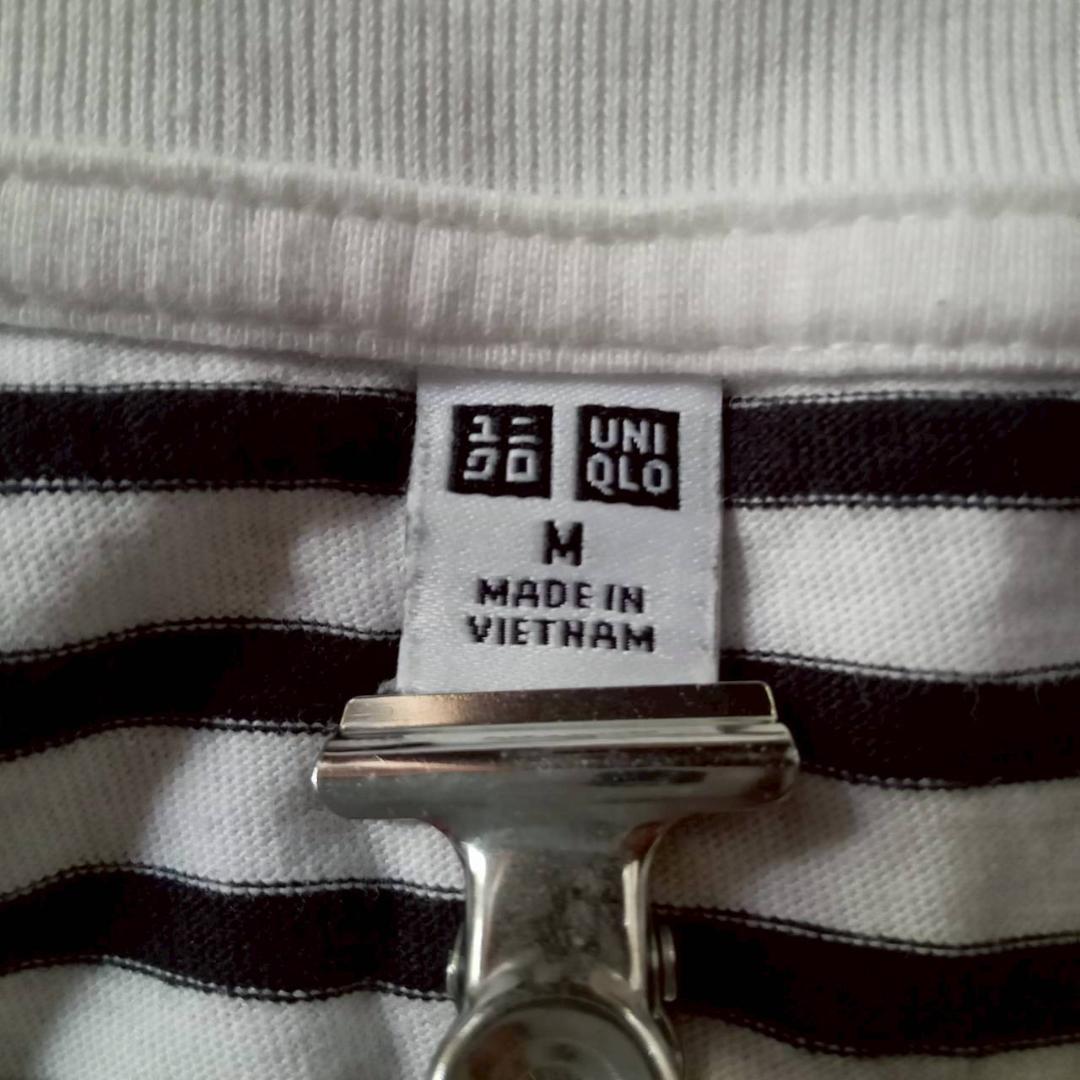 ユニ UNI
クロ QLO
M
MADE IN
VIETNAM